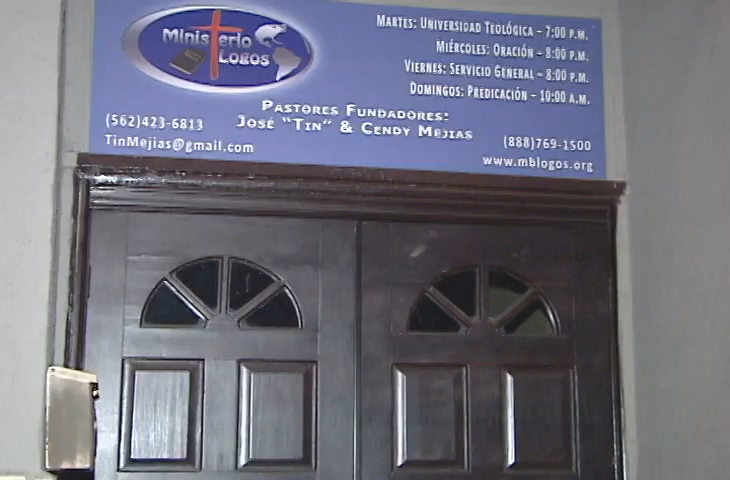 Ministerio
Logos
Martes: Universidad Teológica - 7:00 p.m.
Miércoles: Oración - 8:00 p.m.
Viernes: Servicio General - 8:00 p.m.
Domingos: Predicación - 10:00 a.m.
Pastores Fundadores:
José "Tin" & Cendy Mejias
(562)423-6813
TinMejias@gmail.com
(888)769-1500
www.mblogos.org